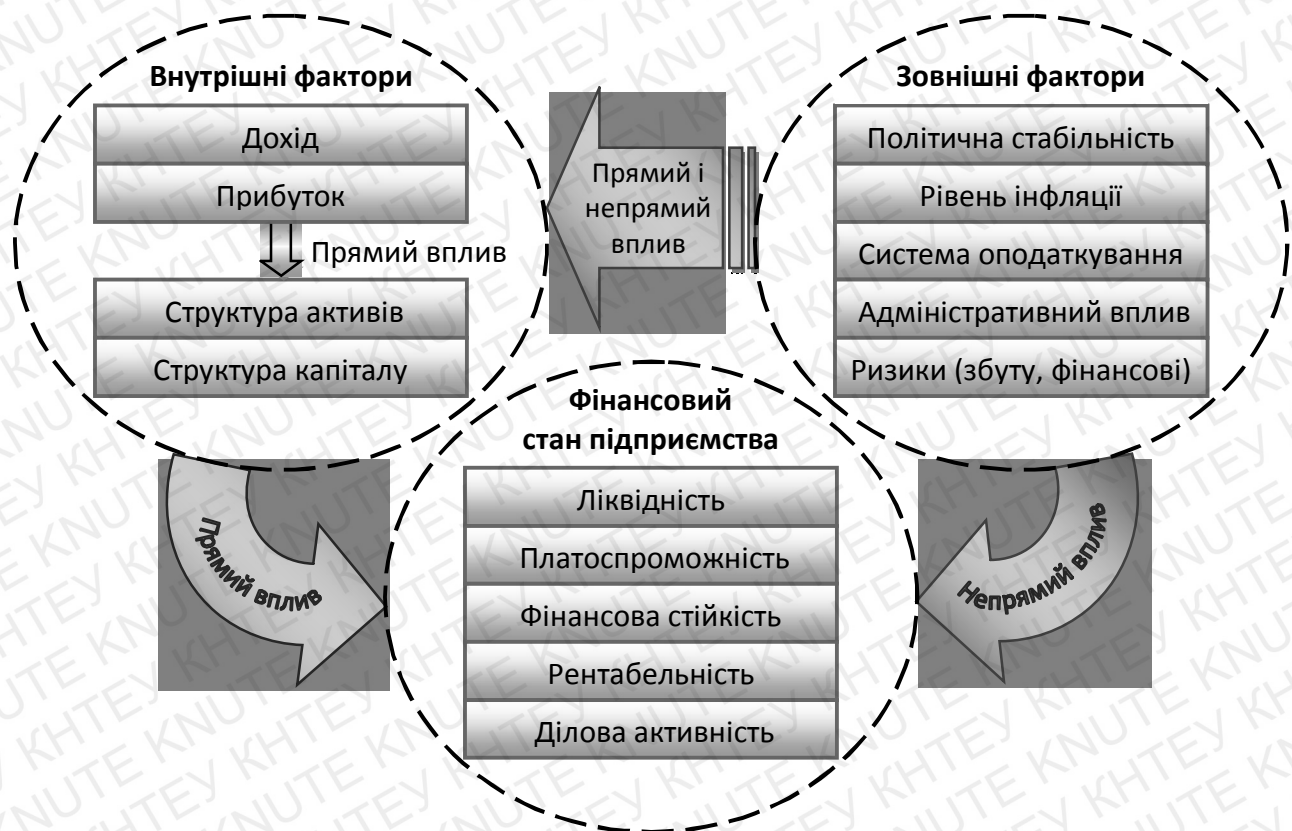 Внутрішні фактори
Дохід
Прибуток
Прямий вплив
Структура активів
Структура капіталу
Прямий і
непрямий
вплив
Зовнішні фактори
Політична стабільність
Рівень інфляції
Система оподаткування
Адміністративний вплив
Ризики (збуту, фінансові)
Фінансовий
стан підприємства
Ліквідність
Платоспроможність
Фінансова стійкість
Рентабельність
Ділова активність
Прямий вплив
Непрямий вплив
КНТЕУ KNUTE